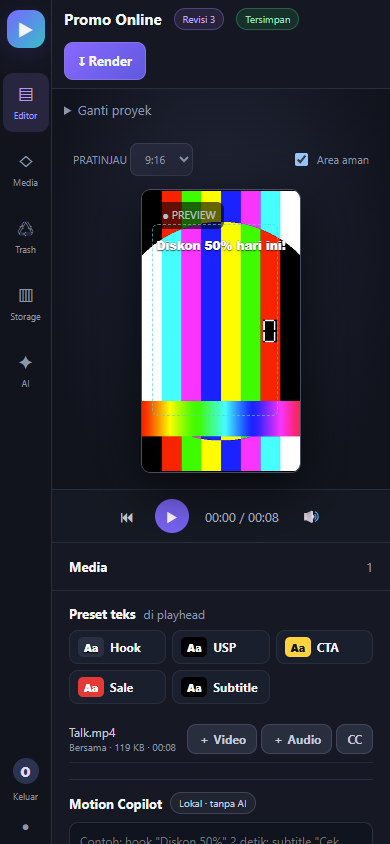 Promo Online
Revisi 3
Tersimpan
↧ Render
Editor
▶ Ganti proyek
Media
PRATINJAU
9:16
Area aman
Trash
● PREVIEW
Diskon 50% hari ini!
Storage
0
AI
00:00 / 00:08
Media
1
Preset teks di playhead
Aa Hook
Aa USP
Aa CTA
Aa Sale
Aa Subtitle
Talk.mp4
Bersama · 119 KB · 00:08
+ Video
+ Audio
CC
O
Keluar
Motion Copilot
Lokal · tanpa AI
Contoh: hook "Diskon 50%" 2 detik; subtitle "Cek